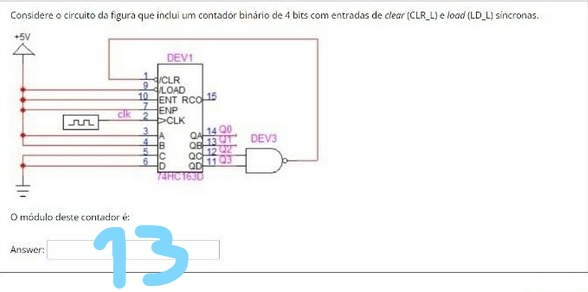 Considere o circuito da figura que inclui um contador binário de 4 bits com entradas de clear (CLR_L) e load (LD_L) síncronas.
+5V
DEV1
1 /CLR
9 /LOAD
10 ENT RCO 15
7 ENP
clk 2 >CLK
3 A QA 14 Q0
4 B QB 13 Q1
5 C QC 12 Q2
6 D QD 11 Q3
DEV3
74HC163D
O módulo deste contador é:
Answer:
13